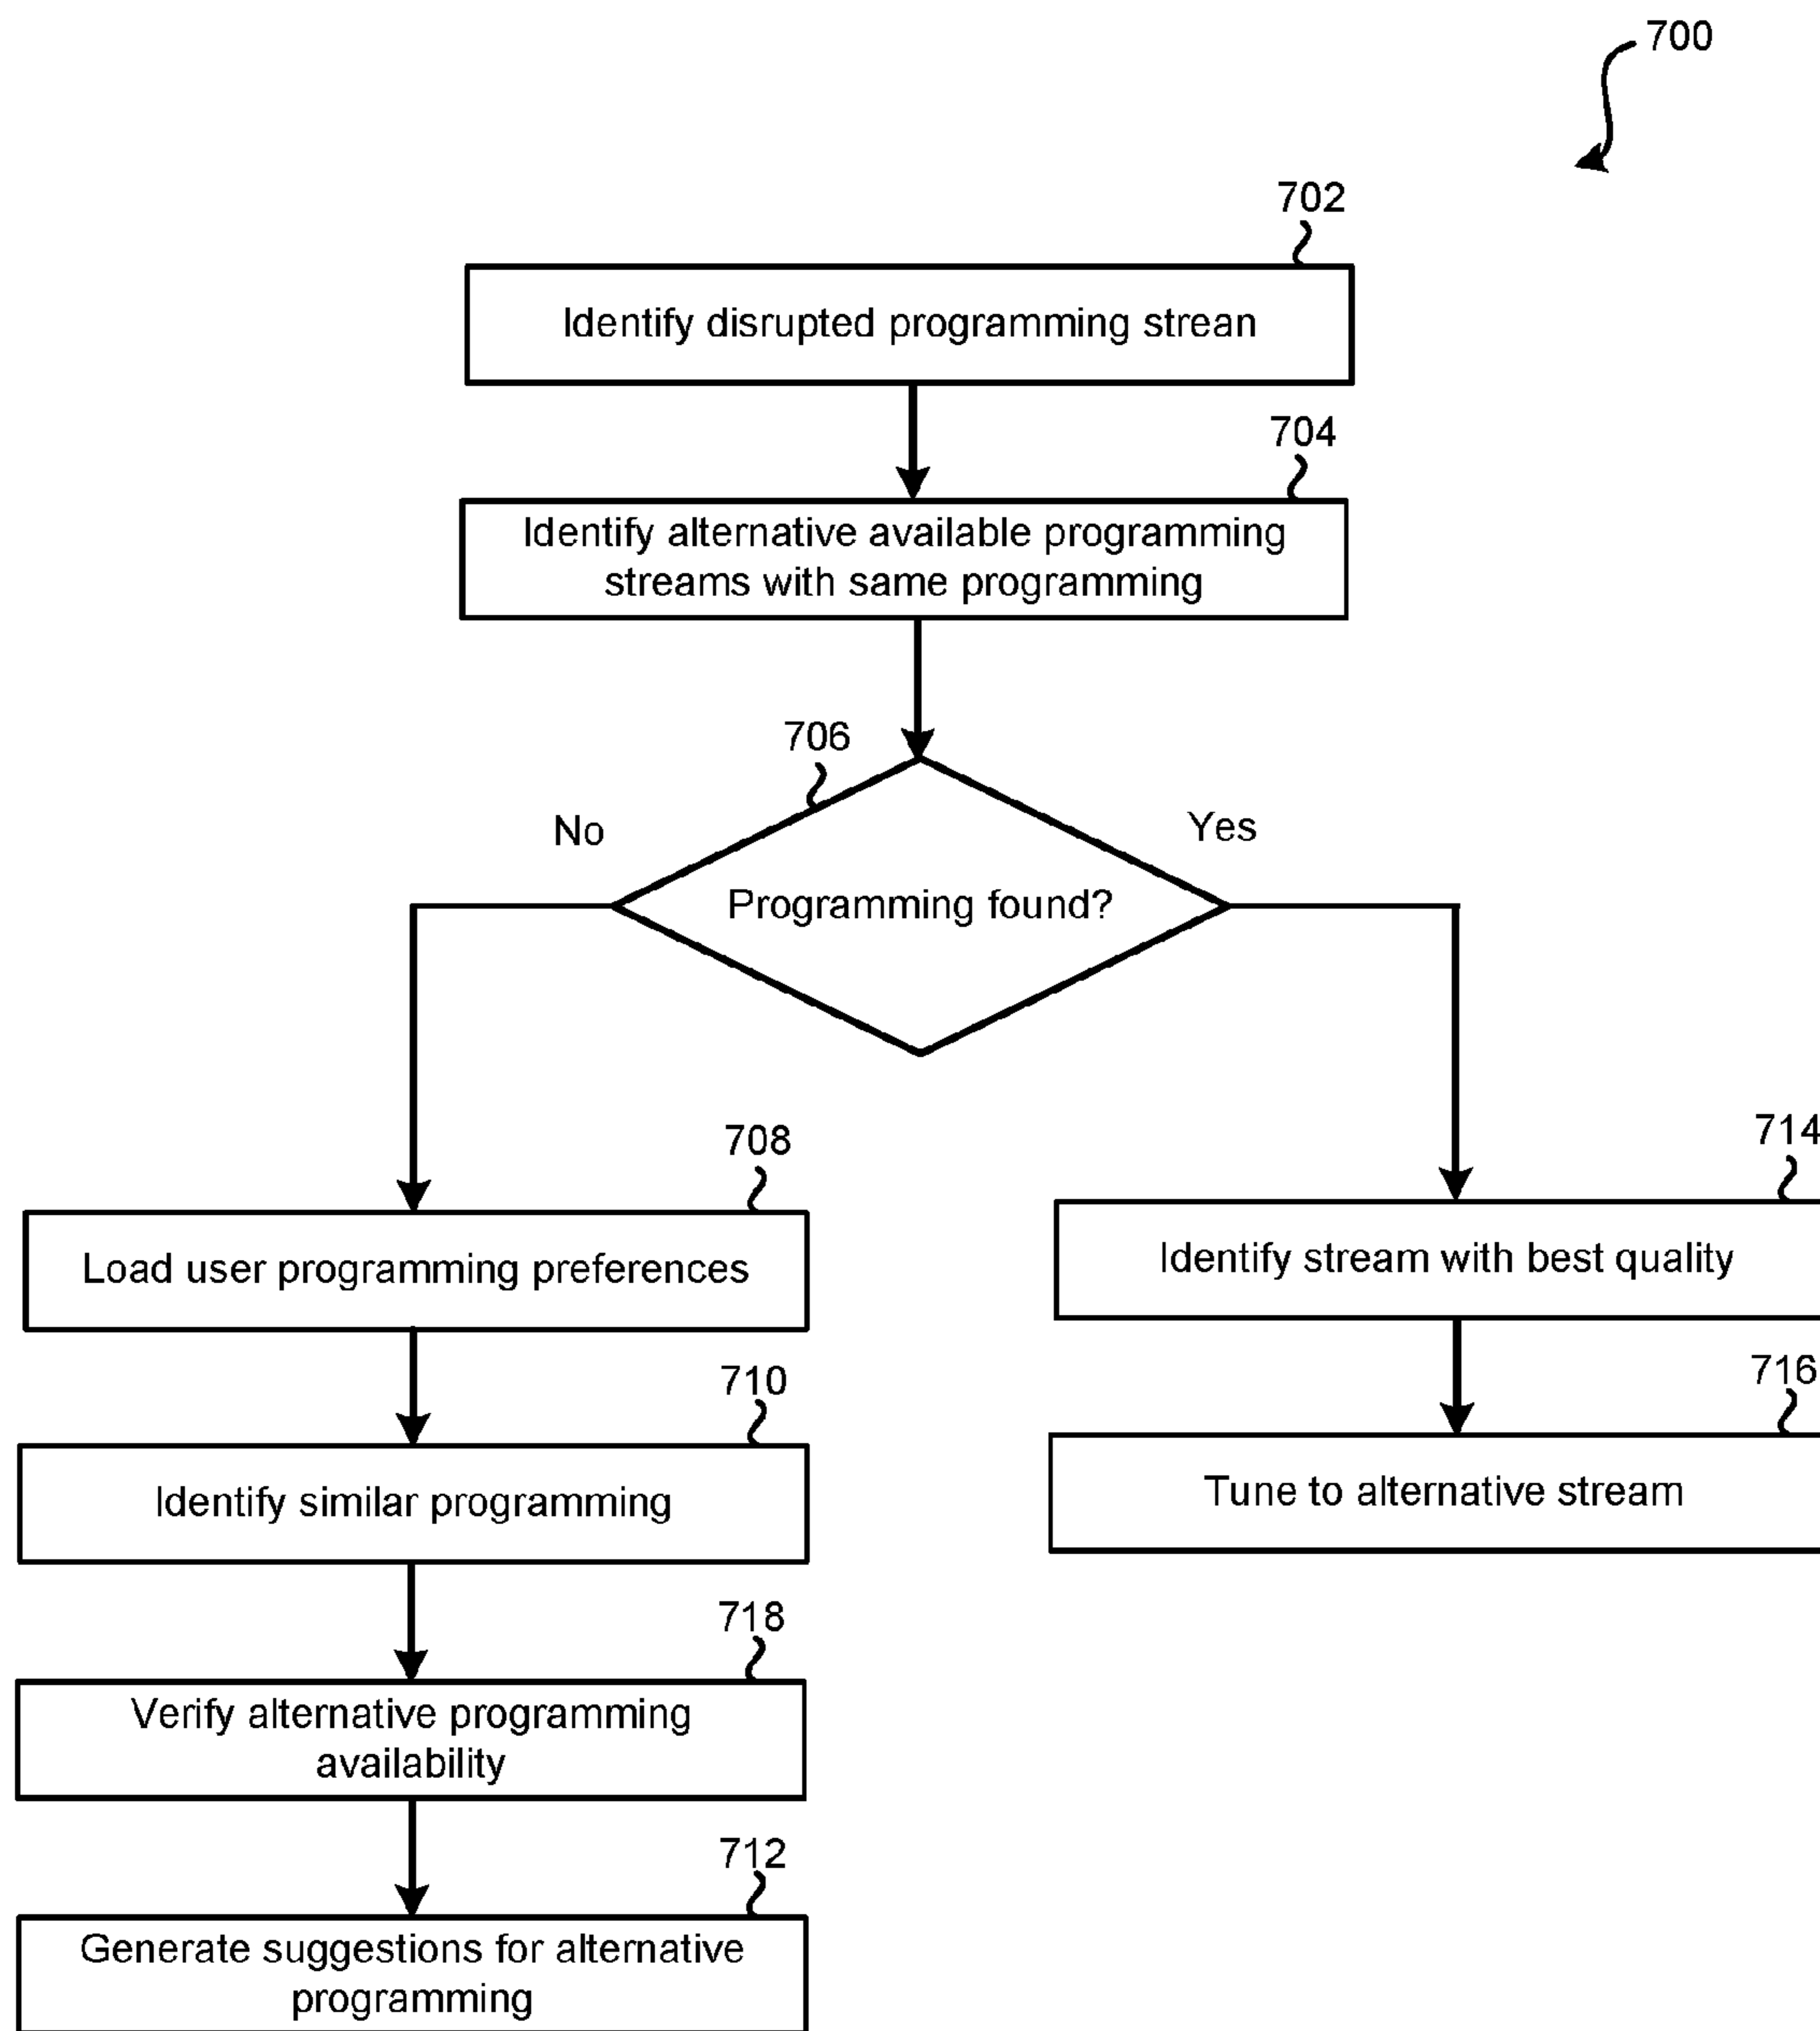 700
702
Identify disrupted programming strean
704
Identify alternative available programming
streams with same programming
706
No
Yes
Programming found?
708
Load user programming preferences
714
Identify stream with best quality
710
Identify similar programming
716
Tune to alternative stream
718
Verify alternative programming
availability
712
Generate suggestions for alternative
programming